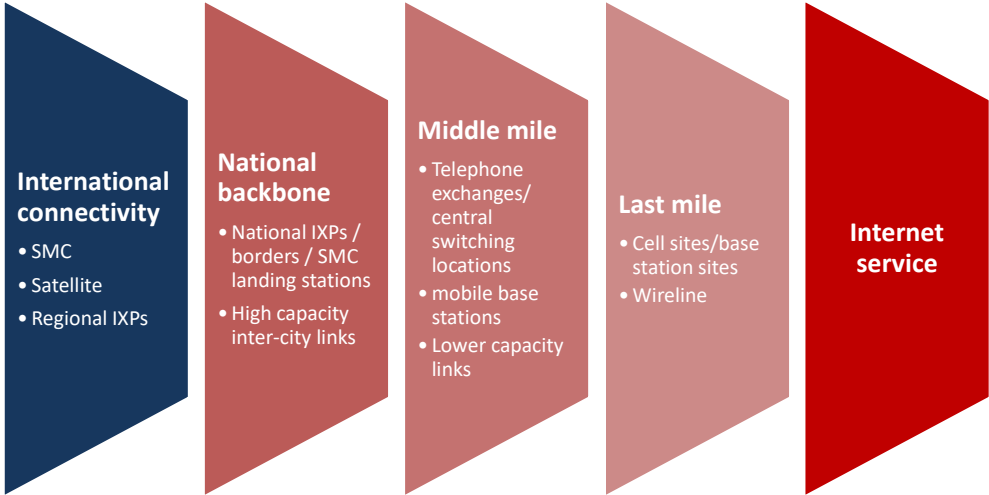 International
connectivity
• SMC
• Satellite
• Regional IXPs
National
backbone
• National IXPs /
borders / SMC
landing stations
• High capacity
inter-city links
Middle mile
• Telephone
exchanges/
central
switching
locations
• mobile base
stations
• Lower capacity
links
Last mile
• Cell sites/base
station sites
• Wireline
Internet
service